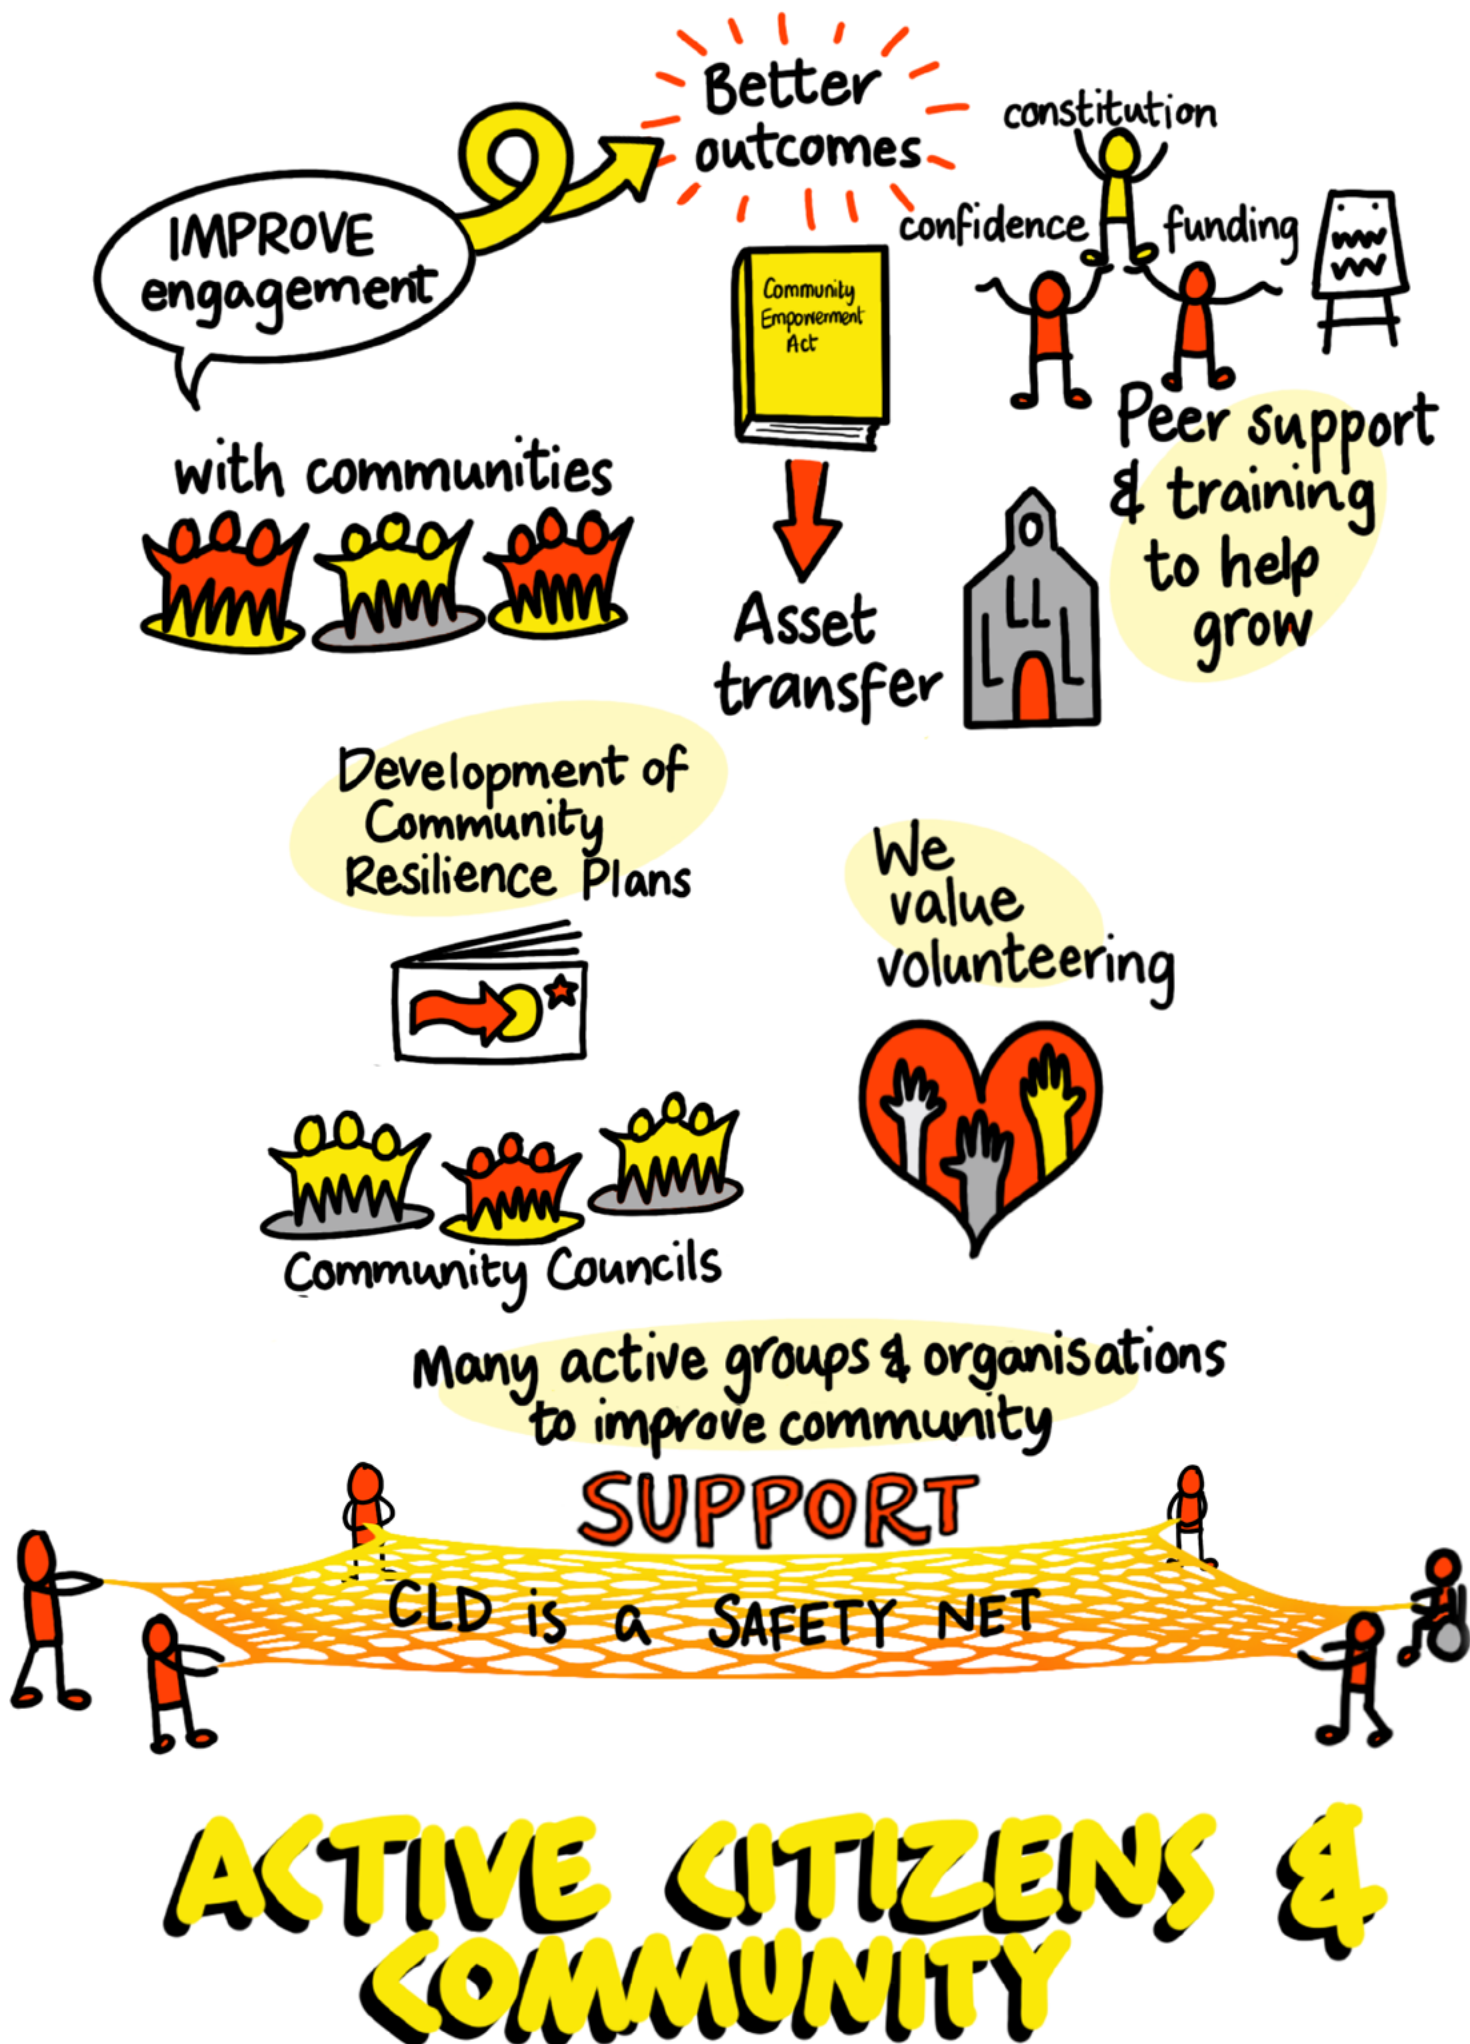 Better
outcomes
IMPROVE
engagement
with communities
constitution
confidence
funding
Community
Empowerment
Act
Asset
transfer
Peer support
& training
to help
grow
Development of
Community
Resilience Plans
We
value
volunteering
Community Councils
Many active groups & organisations
to improve community
SUPPORT
CLD is a SAFETY NET
ACTIVE CITIZENS &
COMMUNITY